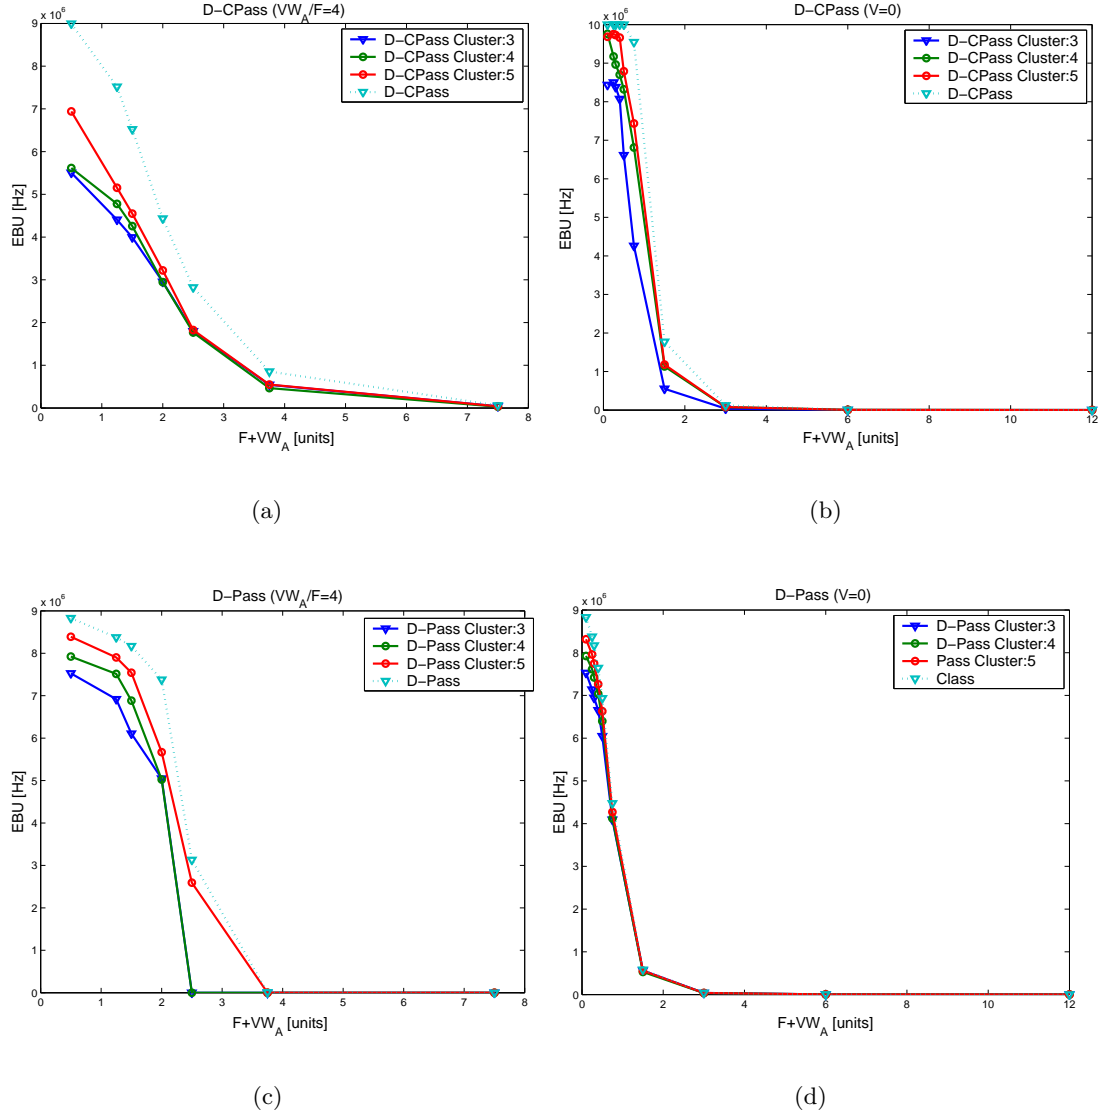 x 10^6
D−CPass (VW_A/F=4)
D−CPass Cluster:3
D−CPass Cluster:4
D−CPass Cluster:5
D−CPass
9
8
7
6
5
4
3
2
1
0
EBU [Hz]
0 1 2 3 4 5 6 7 8
F+VW_A [units]
(a)
x 10^6
D−CPass (V=0)
D−CPass Cluster:3
D−CPass Cluster:4
D−CPass Cluster:5
D−CPass
10
9
8
7
6
5
4
3
2
1
0
EBU [Hz]
0 2 4 6 8 10 12
F+VW_A [units]
(b)
x 10^6
D−Pass (VW_A/F=4)
D−Pass Cluster:3
D−Pass Cluster:4
D−Pass Cluster:5
D−Pass
9
8
7
6
5
4
3
2
1
0
EBU [Hz]
0 1 2 3 4 5 6 7 8
F+VW_A [units]
(c)
x 10^6
D−Pass (V=0)
D−Pass Cluster:3
D−Pass Cluster:4
Pass Cluster:5
Class
9
8
7
6
5
4
3
2
1
0
EBU [Hz]
0 2 4 6 8 10 12
F+VW_A [units]
(d)